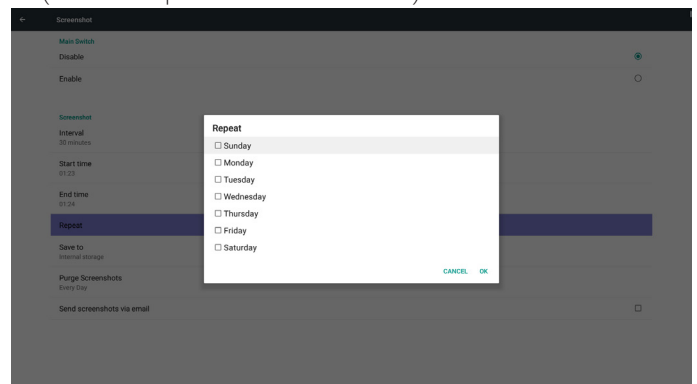 Screenshot
Main Switch
Disable
Enable
Screenshot
Interval
30 minutes
Start time
01:23
End time
01:24
Repeat
Save to
Internal storage
Purge Screenshots
Every Day
Send screenshots via email
Repeat
Sunday
Monday
Tuesday
Wednesday
Thursday
Friday
Saturday
CANCEL OK